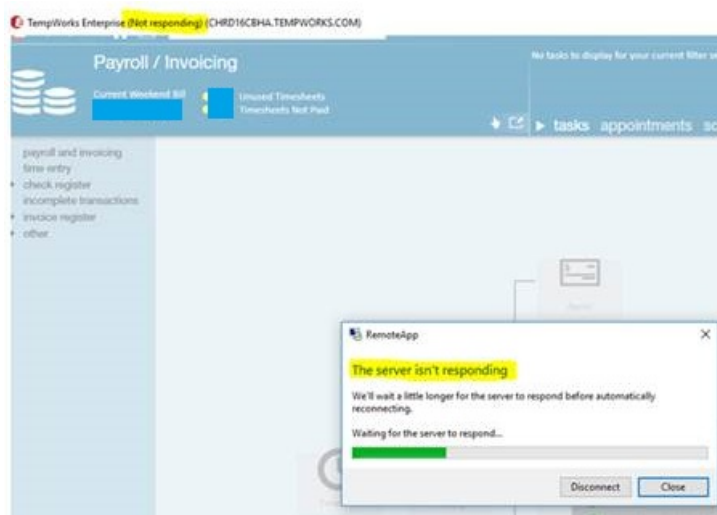 TempWorks Enterprise (Not responding) (CHRD16CBHA.TEMPWORKS.COM)
Payroll / Invoicing
No tasks to display for your current filter
Current Weekend Bill
Unused Timesheets
Timesheets Not Paid
tasks appointments
payroll and invoicing
time entry
check register
incomplete transactions
invoice register
other
RemoteApp
The server isn't responding
We'll wait a little longer for the server to respond before automatically
reconnecting.
Waiting for the server to respond...
Disconnect Close